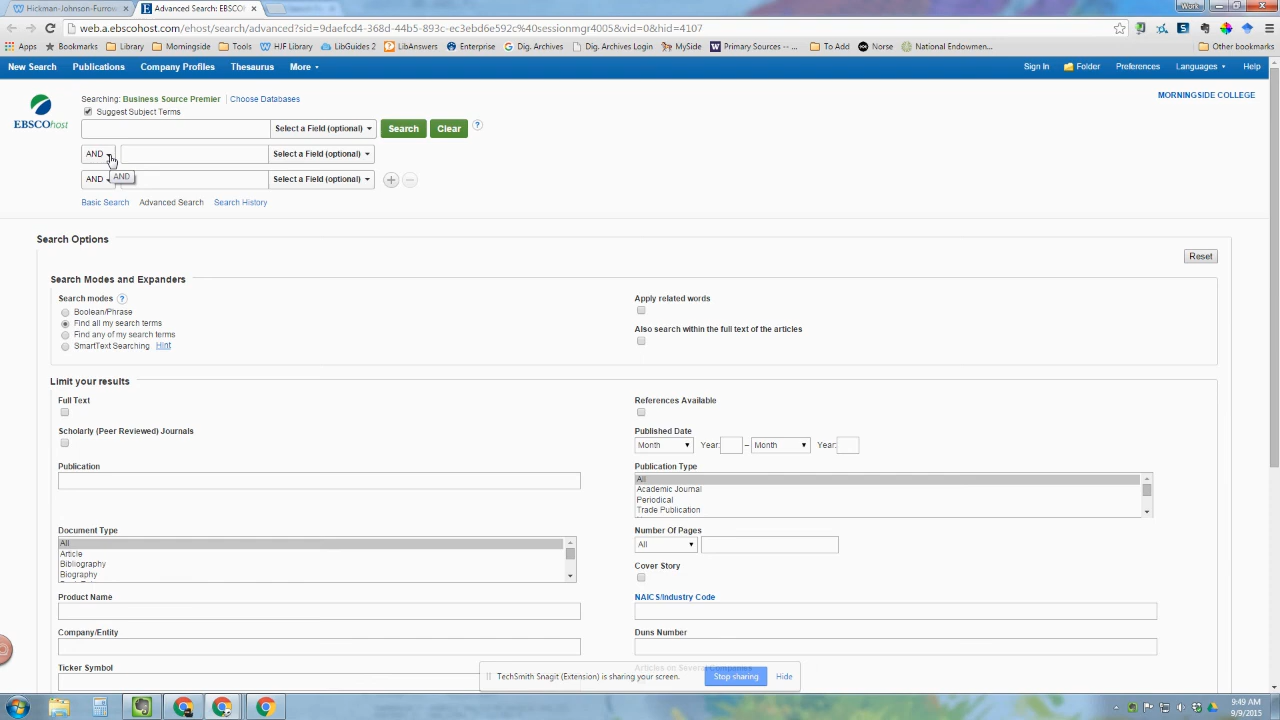 Hickman-Johnson-Furrow
Advanced Search: EBSCOH
Work
web.a.ebscohost.com/ehost/search/advanced?sid=9daefcd4-368d-44b5-893c-ec3ebd6e592c%40sessionmgr4005&vid=0&hid=4107
Apps Bookmarks Library Morningside Tools HJF Library LibGuides 2 LibAnswers Enterprise Dig. Archives Dig. Archives Login MySide Primary Sources -... To Add Norse National Endowmen... Other bookmarks
New Search Publications Company Profiles Thesaurus More Sign In Folder Preferences Languages Help
Searching: Business Source Premier Choose Databases
MORNINGSIDE COLLEGE
Suggest Subject Terms
EBSCOhost
Select a Field (optional) Search Clear ?
AND Select a Field (optional)
AND Select a Field (optional)
AND
Basic Search Advanced Search Search History
Search Options
Reset
Search Modes and Expanders
Search modes ?
Boolean/Phrase
Find all my search terms
Find any of my search terms
SmartText Searching Hint
Apply related words
Also search within the full text of the articles
Limit your results
Full Text
References Available
Scholarly (Peer Reviewed) Journals
Published Date
Month Year: – Month Year:
Publication
Publication Type
All
Academic Journal
Periodical
Trade Publication
Document Type
All
Article
Bibliography
Biography
Number Of Pages
All
Cover Story
Product Name
NAICS/Industry Code
Company/Entity
Duns Number
Ticker Symbol
Articles on Several Companies
TechSmith Snagit (Extension) is sharing your screen. Stop sharing Hide
9:49 AM
9/9/2015